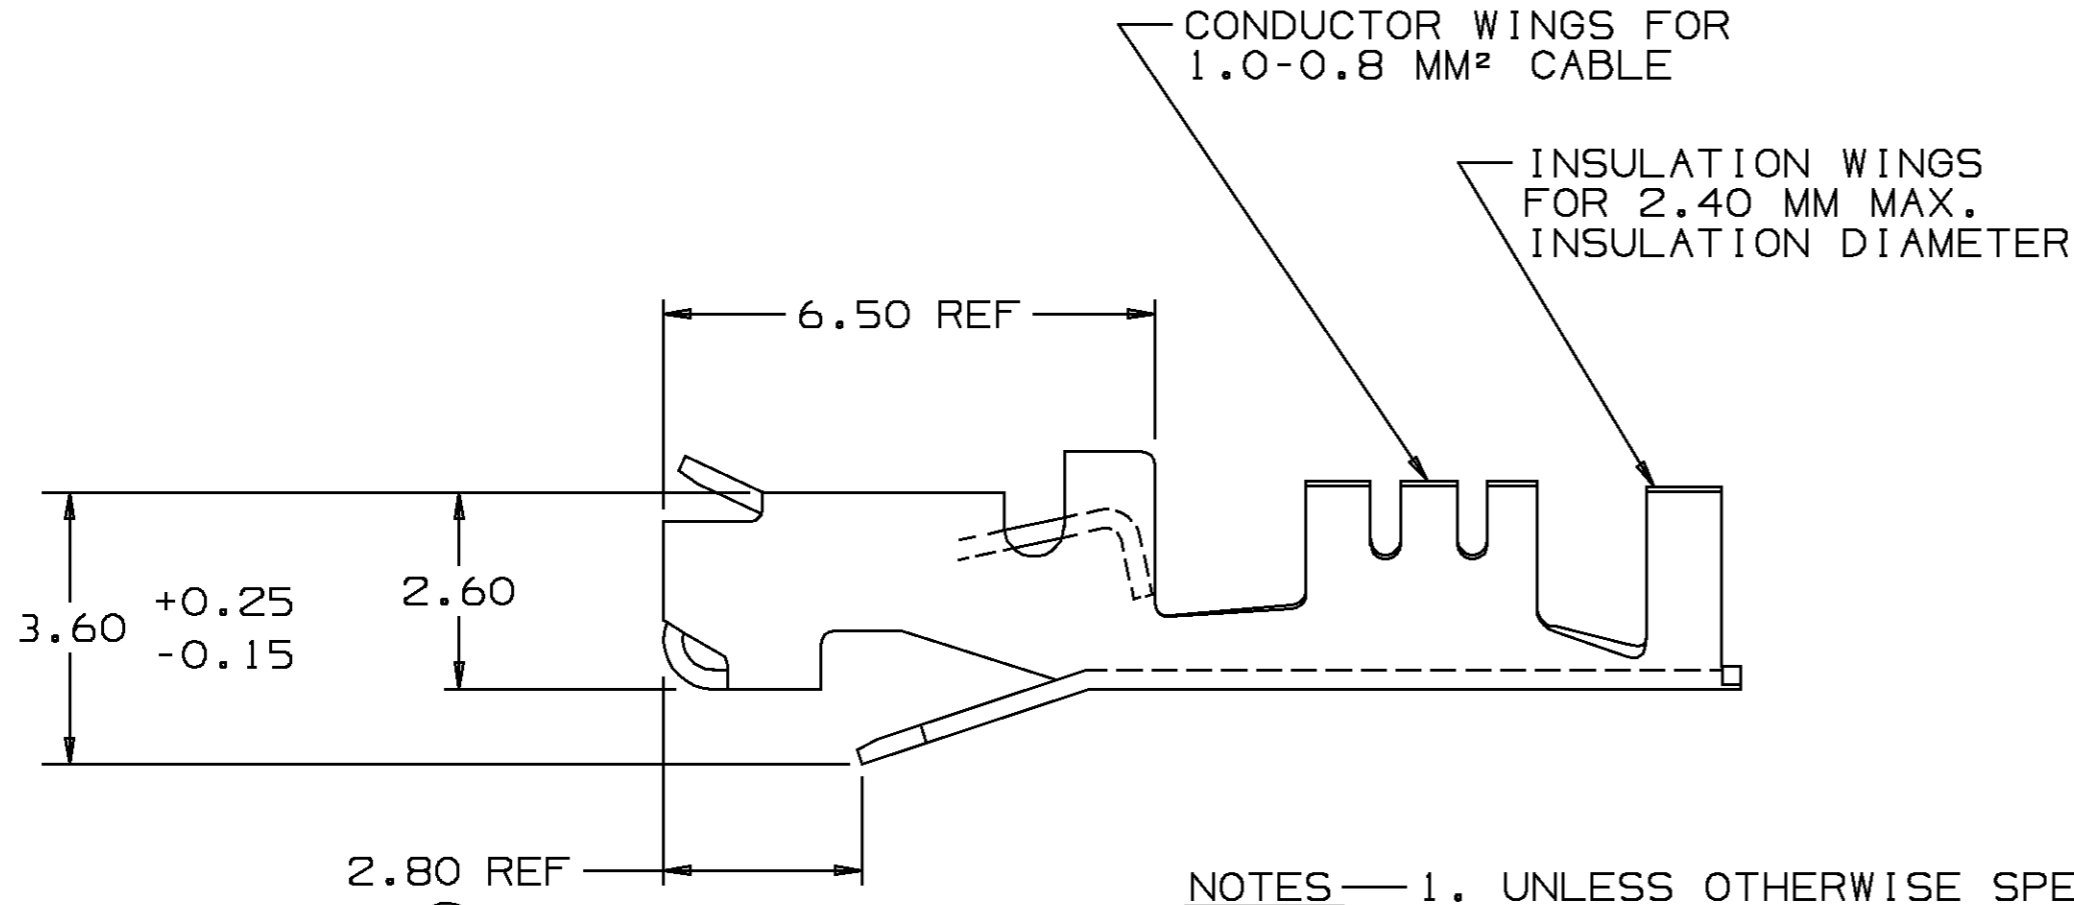 CONDUCTOR WINGS FOR
1.0-0.8 MM² CABLE
INSULATION WINGS
FOR 2.40 MM MAX.
INSULATION DIAMETER
6.50 REF
3.60
+0.25
-0.15
2.60
2.80 REF
NOTES — 1. UNLESS OTHERWISE SPE